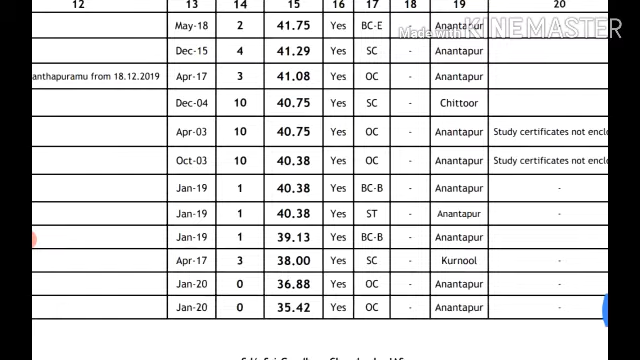 12 13 14 15 16 17 18 19 20
May-18 2 41.75 Yes BC-E - Anantapur
Made with KINEMASTER
Dec-15 4 41.29 Yes SC - Anantapur
anthapuramu from 18.12.2019 Apr-17 3 41.08 Yes OC - Anantapur
Dec-04 10 40.75 Yes SC - Chittoor
Apr-03 10 40.75 Yes OC - Anantapur Study certificates not enclo
Oct-03 10 40.38 Yes OC - Anantapur Study certificates not enclo
Jan-19 1 40.38 Yes BC-B - Anantapur -
Jan-19 1 40.38 Yes ST - Anantapur -
Jan-19 1 39.13 Yes BC-B - Anantapur -
Apr-17 3 38.00 Yes SC - Kurnool -
Jan-20 0 36.88 Yes OC - Anantapur -
Jan-20 0 35.42 Yes OC - Anantapur -